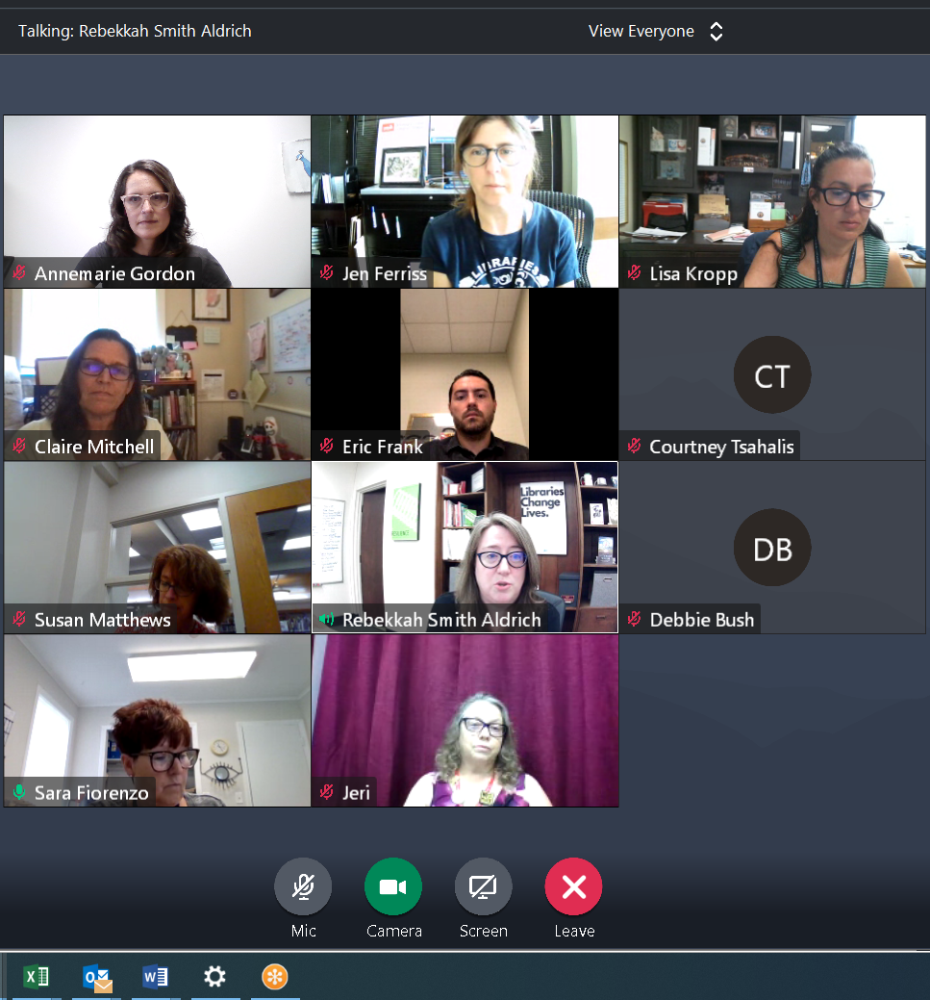 Talking: Rebekkah Smith Aldrich
View Everyone
Annemarie Gordon
LIBRARIES
Jen Ferriss
Lisa Kropp
Claire Mitchell
Eric Frank
CT
Courtney Tsahalis
Susan Matthews
Libraries
Change
Lives.
Rebekkah Smith Aldrich
DB
Debbie Bush
Sara Fiorenzo
Jeri
Mic
Camera
Screen
Leave